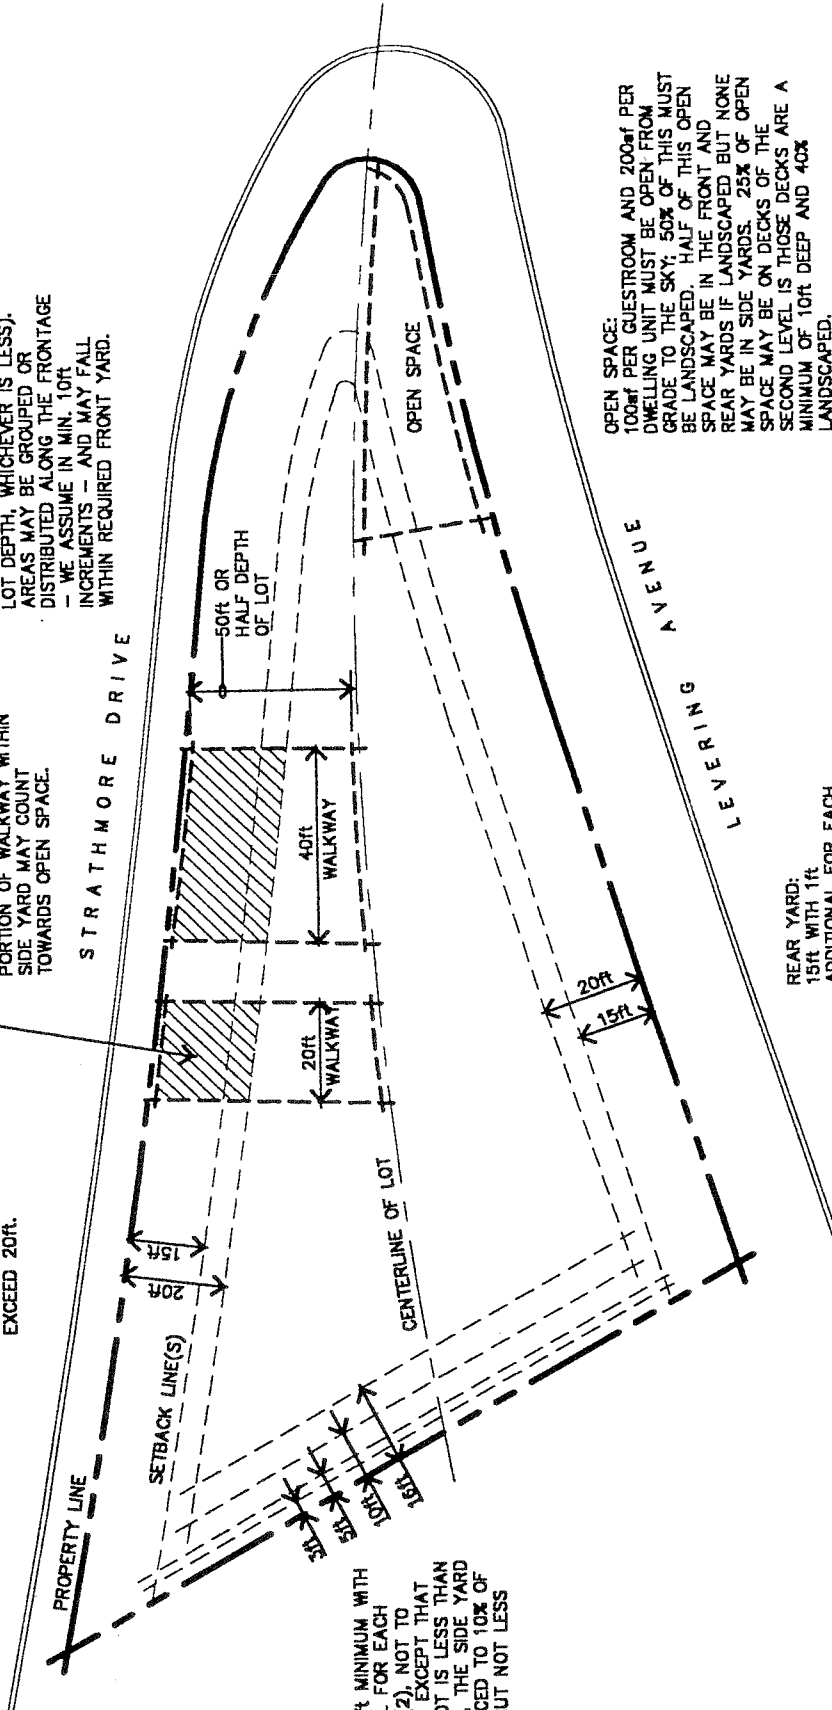 LOT DEPTH, WHICHEVER IS LESS).
AREAS MAY BE GROUPED OR
DISTRIBUTED ALONG THE FRONTAGE
- WE ASSUME IN MIN. 10ft
INCREMENTS - AND MAY FALL
WITHIN REQUIRED FRONT YARD.
PORTION OF WALKWAY WITHIN
SIDE YARD MAY COUNT
TOWARDS OPEN SPACE.
EXCEED 20ft.
STRATHMORE DRIVE
50ft OR
HALF DEPTH
OF LOT
OPEN SPACE
40ft
WALKWAY
20ft
WALKWAY
15ft
20ft
PROPERTY LINE
SETBACK LINE(S)
CENTERLINE OF LOT
3ft
5ft
10ft
16ft
20ft
15ft
LEVERING AVENUE
OPEN SPACE:
100sf PER GUESTROOM AND 200sf PER
DWELLING UNIT MUST BE OPEN FROM
GRADE TO THE SKY; 50% OF THIS MUST
BE LANDSCAPED. HALF OF THIS OPEN
SPACE MAY BE IN THE FRONT AND
REAR YARDS IF LANDSCAPED BUT NONE
MAY BE IN SIDE YARDS. 25% OF OPEN
SPACE MAY BE ON DECKS OF THE
SECOND LEVEL IS THOSE DECKS ARE A
MINIMUM OF 10ft DEEP AND 40%
LANDSCAPED.
REAR YARD:
15ft WITH 1ft
ADDITIONAL FOR EACH
MINIMUM WITH
FOR EACH
2), NOT TO
EXCEPT THAT
IS LESS THAN
THE SIDE YARD
CED TO 10% OF
UT NOT LESS